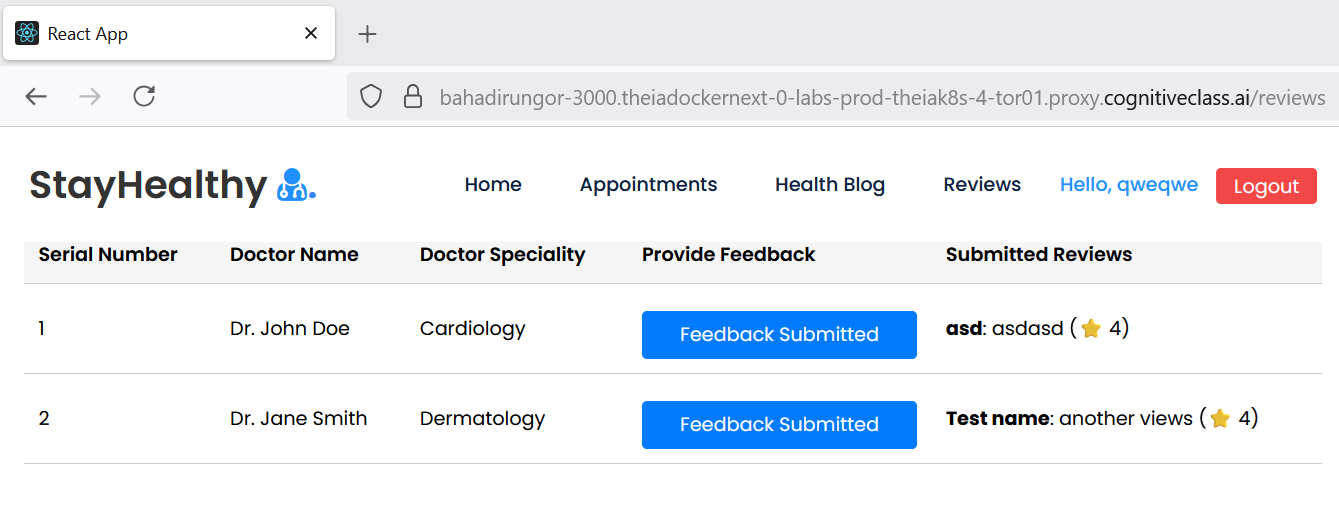 React App
bahadirungor-3000.theiadockernext-0-labs-prod-theiak8s-4-tor01.proxy.cognitiveclass.ai/reviews
StayHealthy . Home Appointments Health Blog Reviews Hello, qweqwe Logout
Serial Number Doctor Name Doctor Speciality Provide Feedback Submitted Reviews
1 Dr. John Doe Cardiology Feedback Submitted asd: asdasd (⭐ 4)
2 Dr. Jane Smith Dermatology Feedback Submitted Test name: another views (⭐ 4)